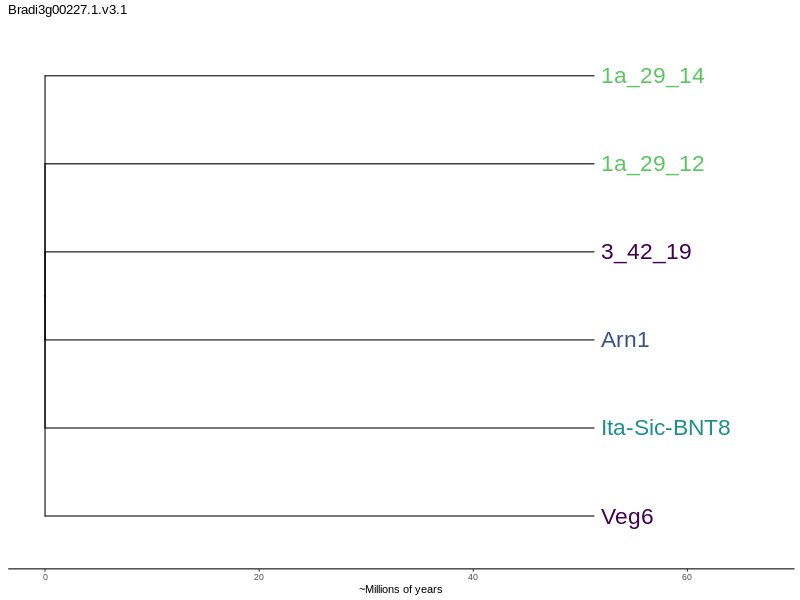 Bradi3g00227.1.v3.1
1a_29_14
1a_29_12
3_42_19
Arn1
Ita-Sic-BNT8
Veg6
0 20 40 60
~Millions of years